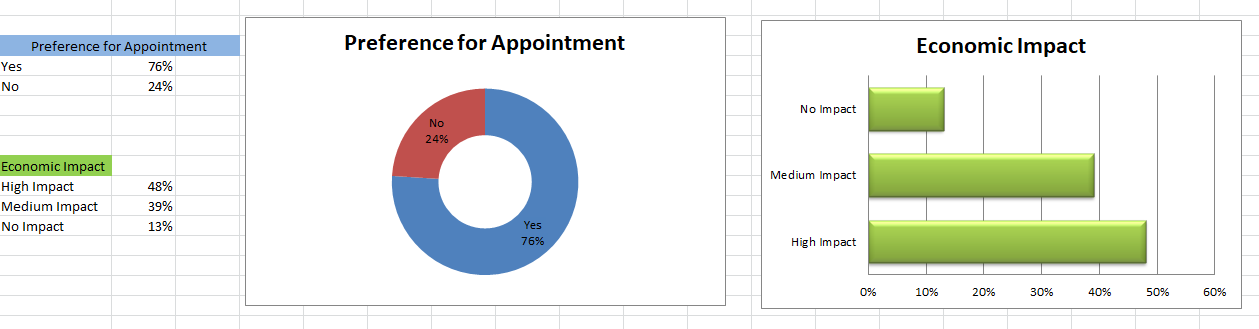 Preference for Appointment
Yes 76%
No 24%
Economic Impact
High Impact 48%
Medium Impact 39%
No Impact 13%
Preference for Appointment
No
24%
Yes
76%
Economic Impact
No Impact
Medium Impact
High Impact
0% 10% 20% 30% 40% 50% 60%